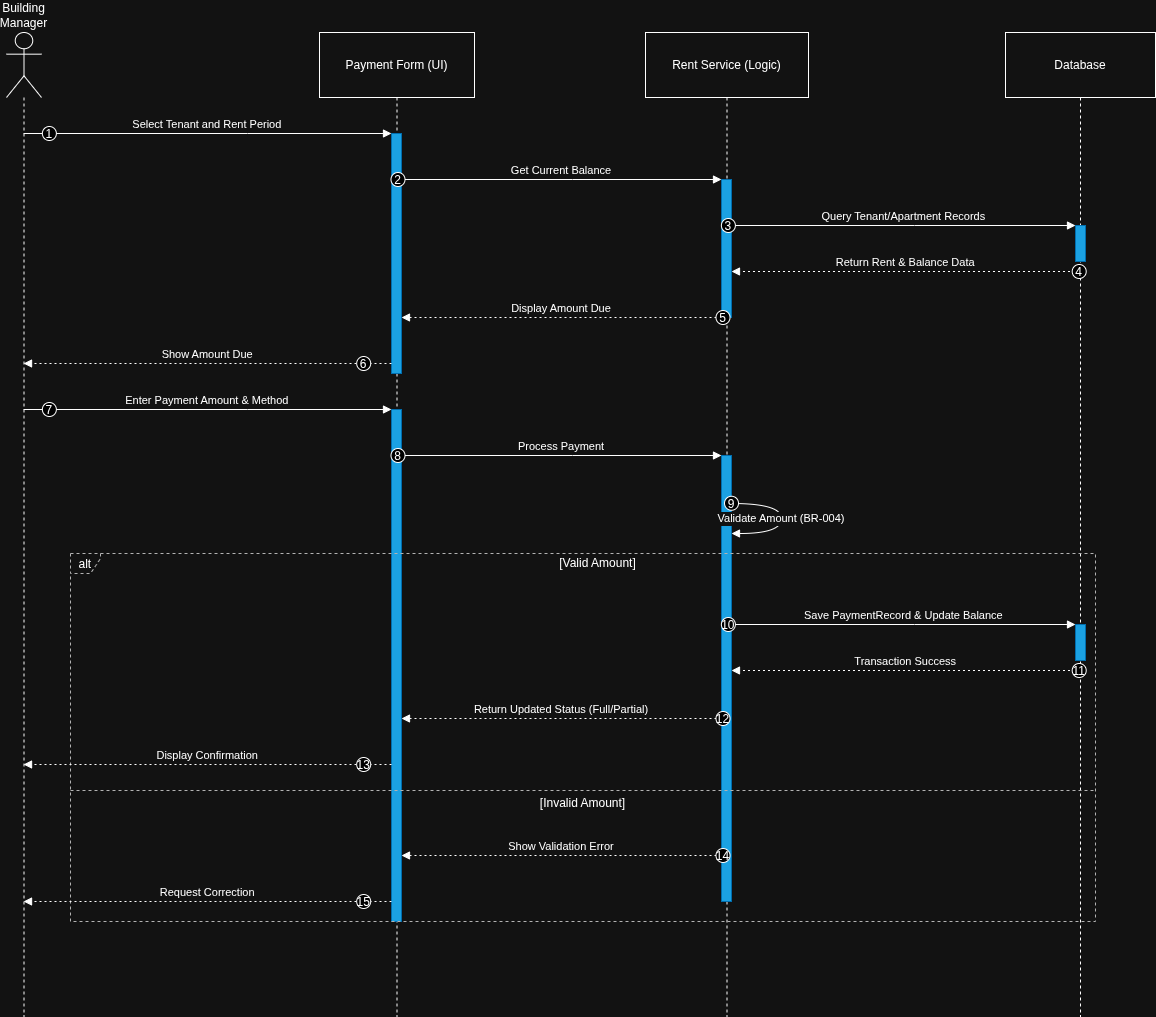 Building
Manager
Payment Form (UI)
Rent Service (Logic)
Database
Select Tenant and Rent Period
1
Get Current Balance
2
Query Tenant/Apartment Records
3
Return Rent & Balance Data
4
Display Amount Due
5
Show Amount Due
6
Enter Payment Amount & Method
7
Process Payment
8
9
Validate Amount (BR-004)
alt
[Valid Amount]
Save PaymentRecord & Update Balance
10
Transaction Success
11
Return Updated Status (Full/Partial)
12
Display Confirmation
13
[Invalid Amount]
Show Validation Error
14
Request Correction
15